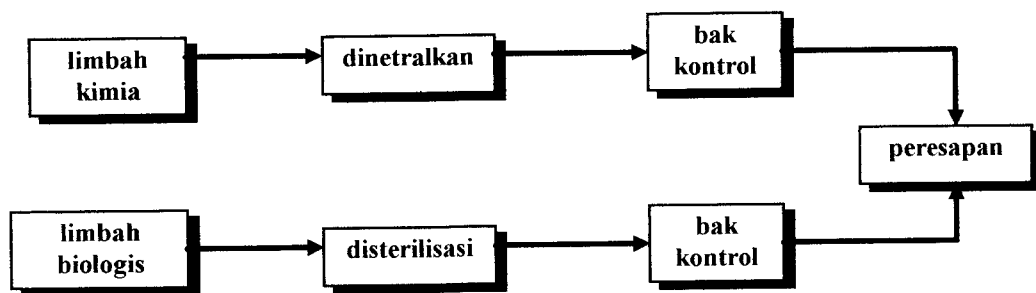 limbah
kimia
dinetralkan
bak
kontrol
peresapan
limbah
biologis
disterilisasi
bak
kontrol